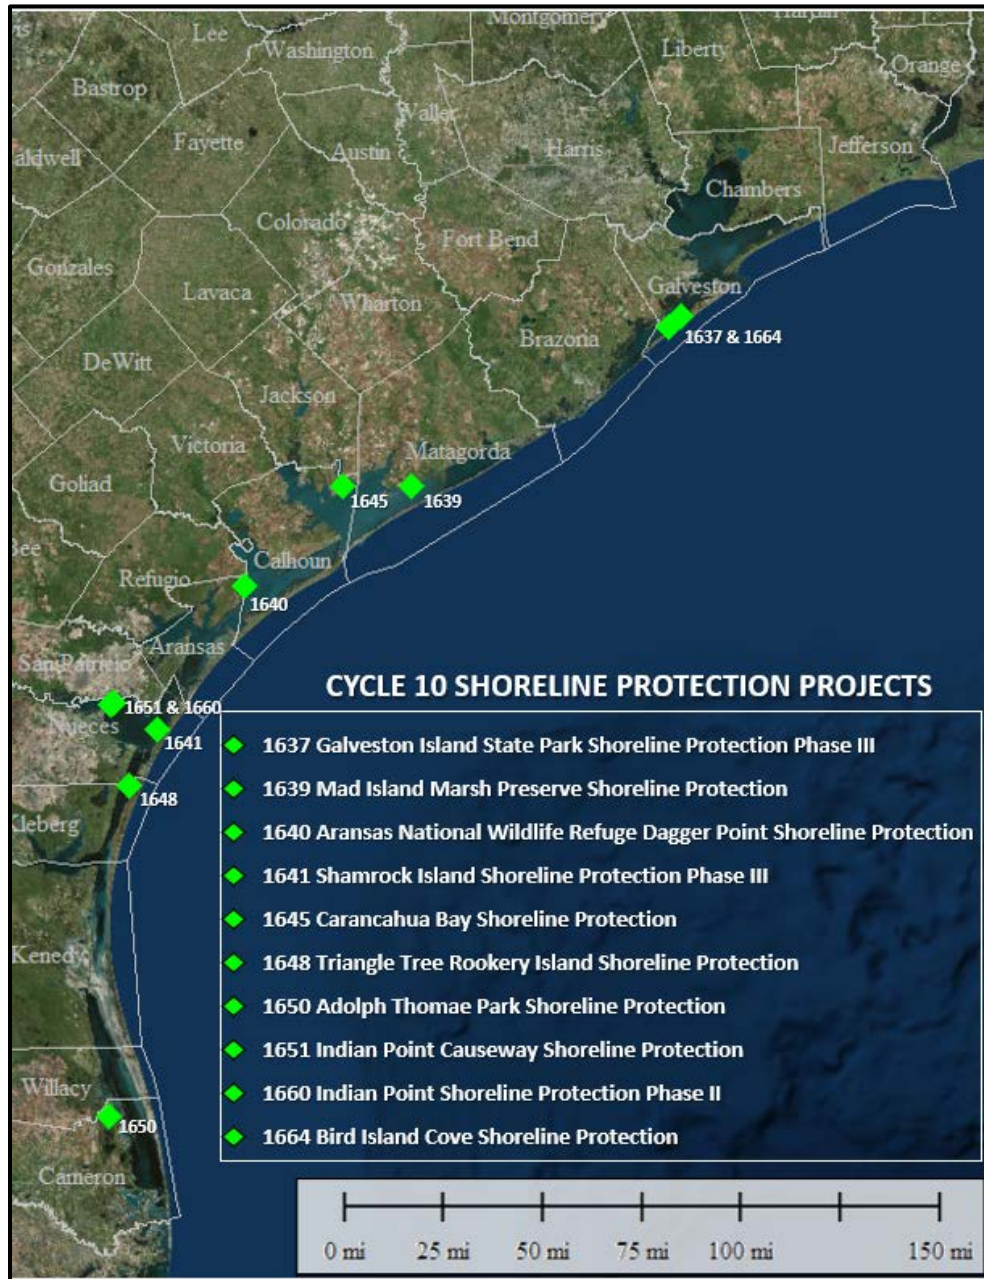 Lee
Washington
Montgomery
Hardin
Liberty
Orange
Bastrop
Waller
Fayette
Austin
Harris
Jefferson
aldwell
Chambers
Colorado
Fort Bend
Gonzales
Galveston
Lavaca
Wharton
Brazoria
1637 & 1664
DeWitt
Jackson
Victoria
Matagorda
Goliad
1645
1639
Bee
Calhoun
Refugio
1640
Aransas
San Patricio
CYCLE 10 SHORELINE PROTECTION PROJECTS
1651 & 1660
Nueces
1641
1648
Kleberg
1637 Galveston Island State Park Shoreline Protection Phase III
1639 Mad Island Marsh Preserve Shoreline Protection
1640 Aransas National Wildlife Refuge Dagger Point Shoreline Protection
1641 Shamrock Island Shoreline Protection Phase III
1645 Carancahua Bay Shoreline Protection
1648 Triangle Tree Rookery Island Shoreline Protection
1650 Adolph Thomae Park Shoreline Protection
1651 Indian Point Causeway Shoreline Protection
1660 Indian Point Shoreline Protection Phase II
1664 Bird Island Cove Shoreline Protection
Kenedy
Willacy
1650
Cameron
0 mi 25 mi 50 mi 75 mi 100 mi 150 mi